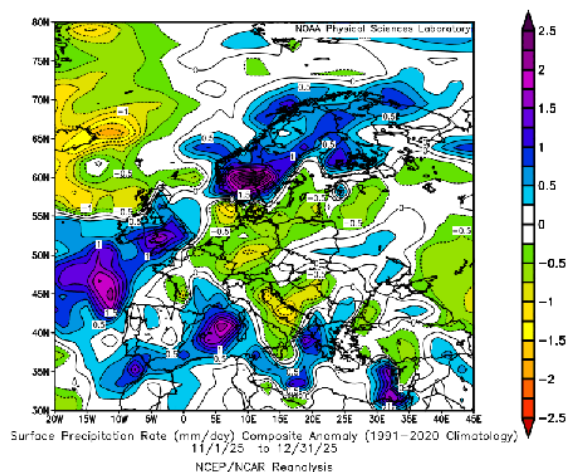 NOAA Physical Sciences Laboratory
80N
75N
70N
65N
60N
55N
50N
45N
40N
35N
30N
20W 15W 10W 5W 0 5E 10E 15E 20E 25E 30E 35E 40E 45E
2.5
2
1.5
1
0.5
0
-0.5
-1
-1.5
-2
-2.5
Surface Precipitation Rate (mm/day) Composite Anomaly (1991-2020 Climatology)
11/1/25 to 12/31/25
NCEP/NCAR Reanalysis